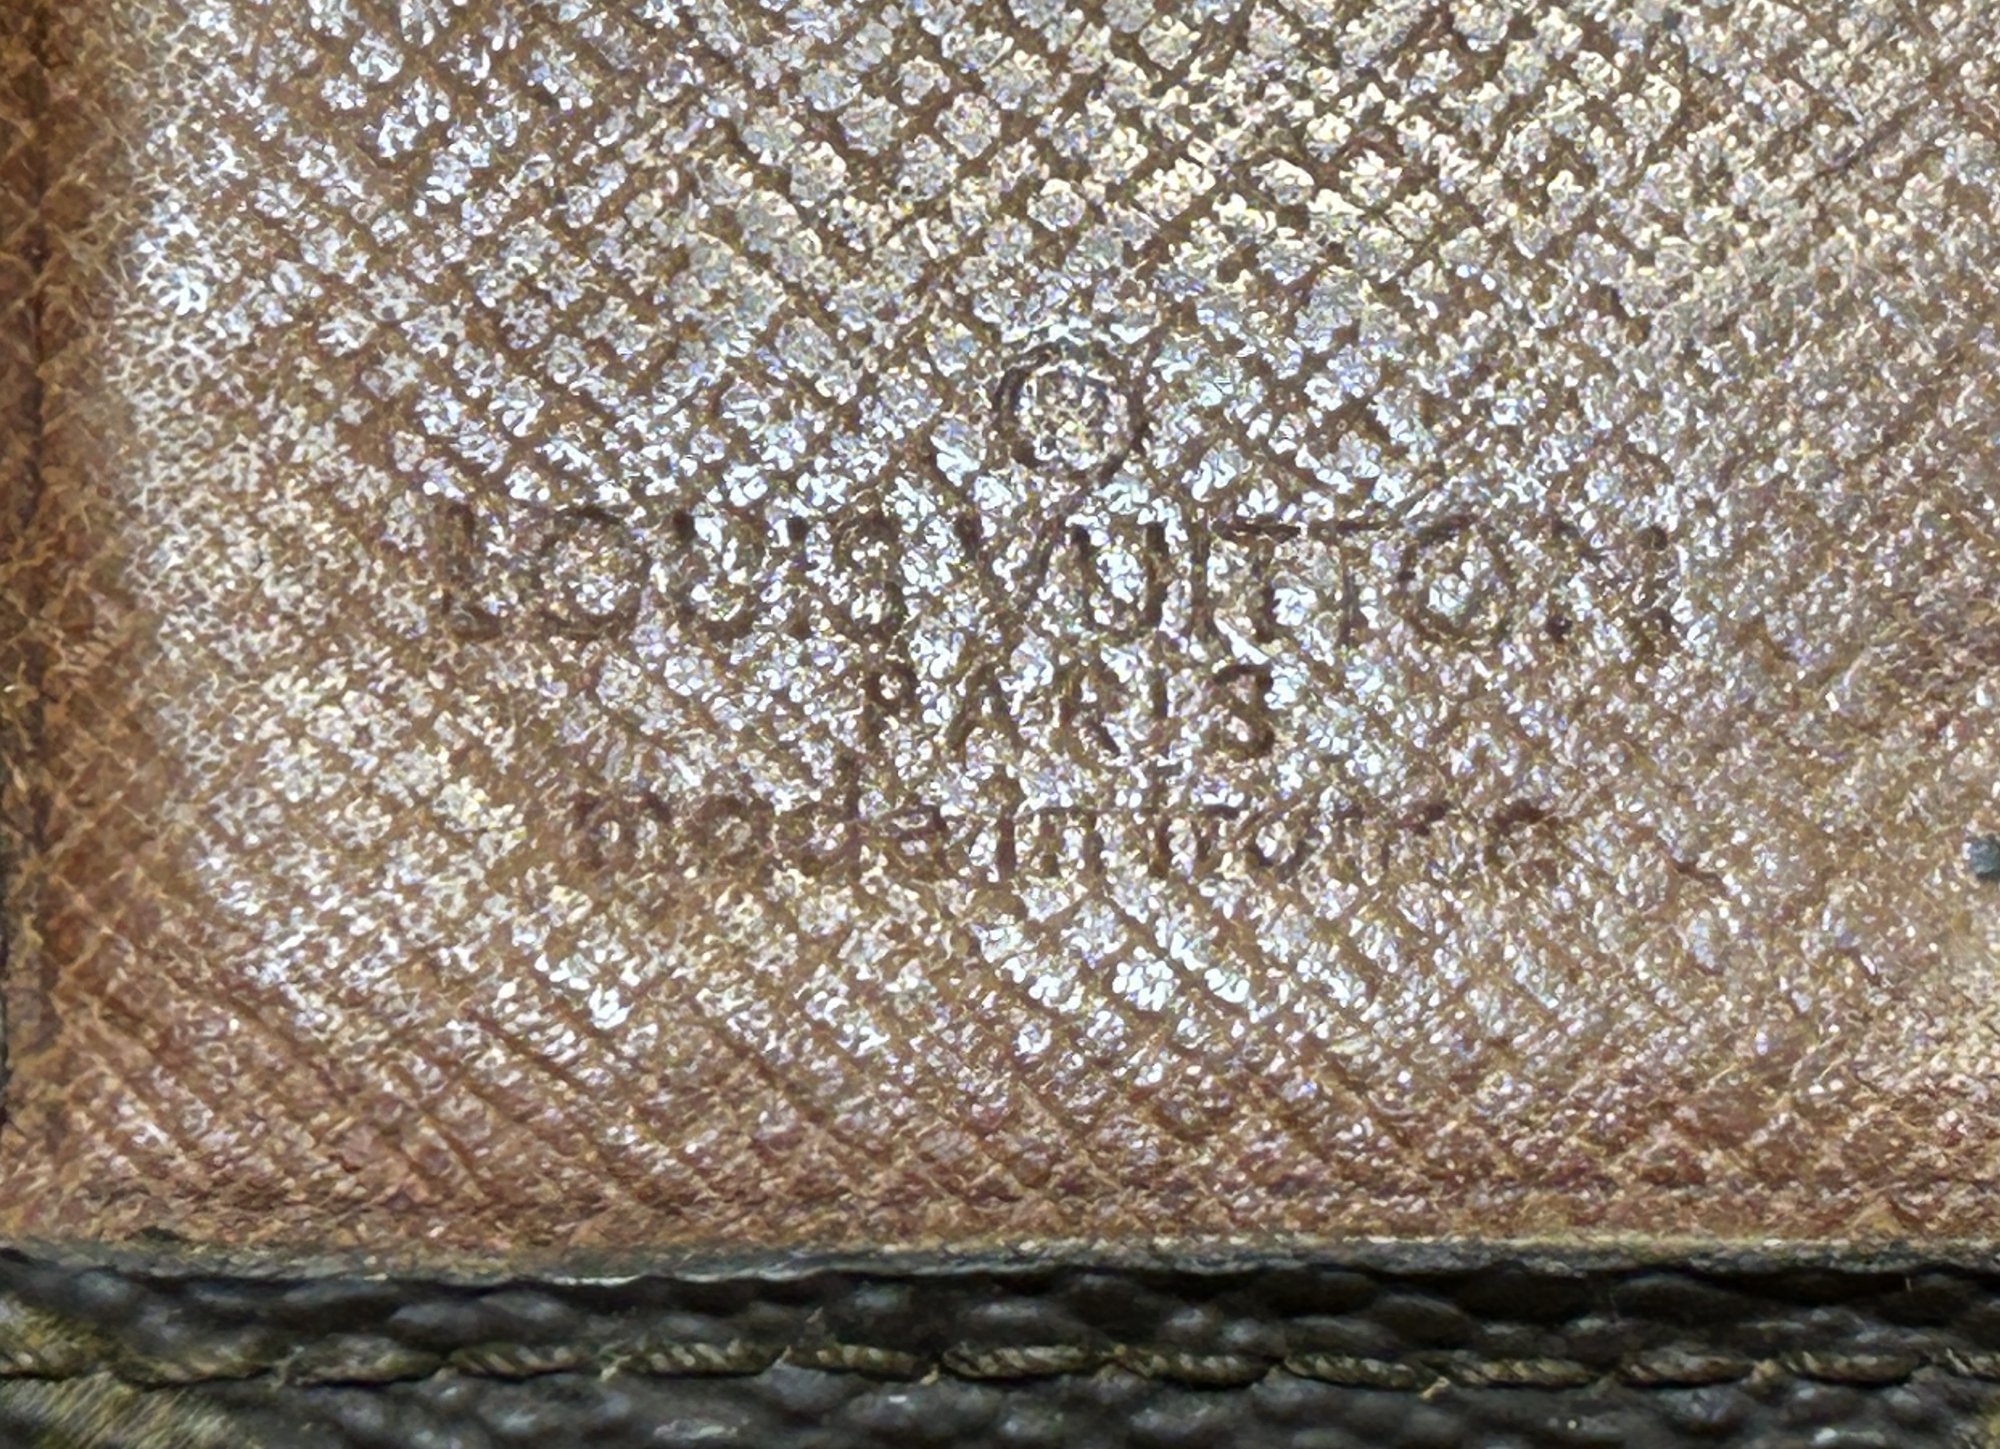 ®
LOUIS VUITTON
PARIS
made in France